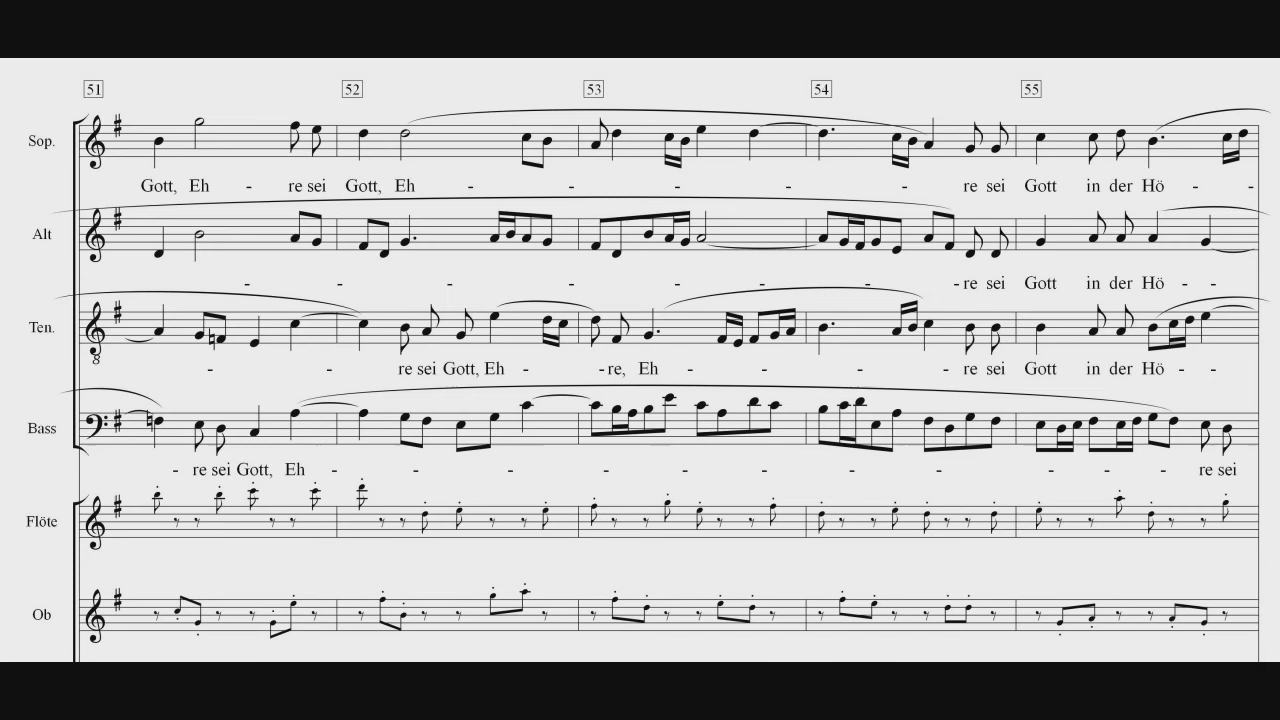 51 52 53 54 55
Sop.
Gott, Eh - re sei Gott, Eh - - - - - re sei Gott in der Hö - -
Alt
- - - - - - - - re sei Gott in der Hö - -
Ten.
8
- - re sei Gott, Eh - - re, Eh - - - - re sei Gott in der Hö - -
Bass
- re sei Gott, Eh - - - - - - - - - - - re sei
Flöte
Ob